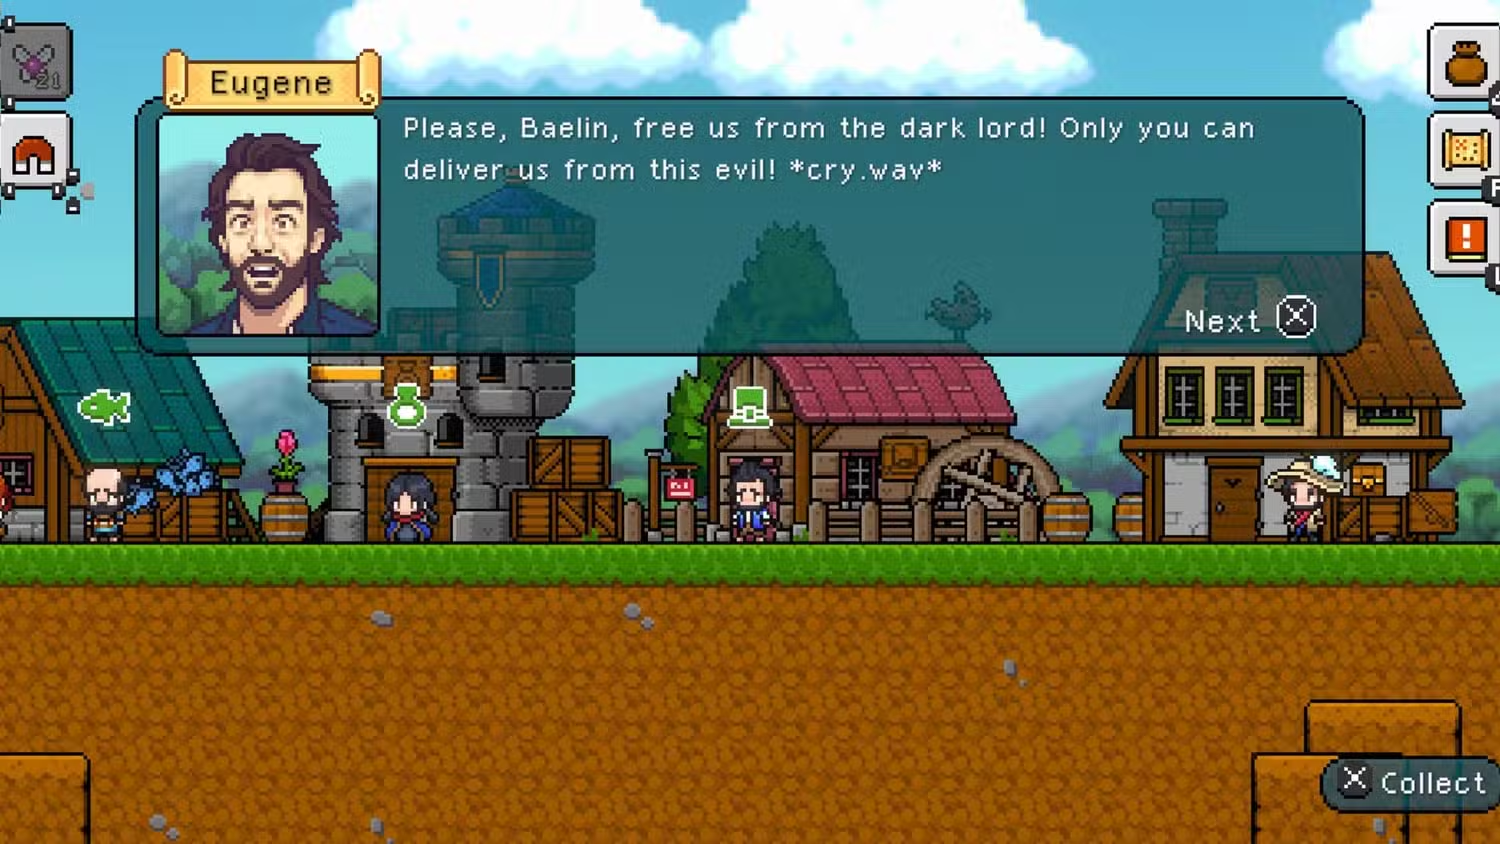 21
Eugene
Please, Baelin, free us from the dark lord! Only you can
deliver us from this evil! *cry.wav*
Next
Collect